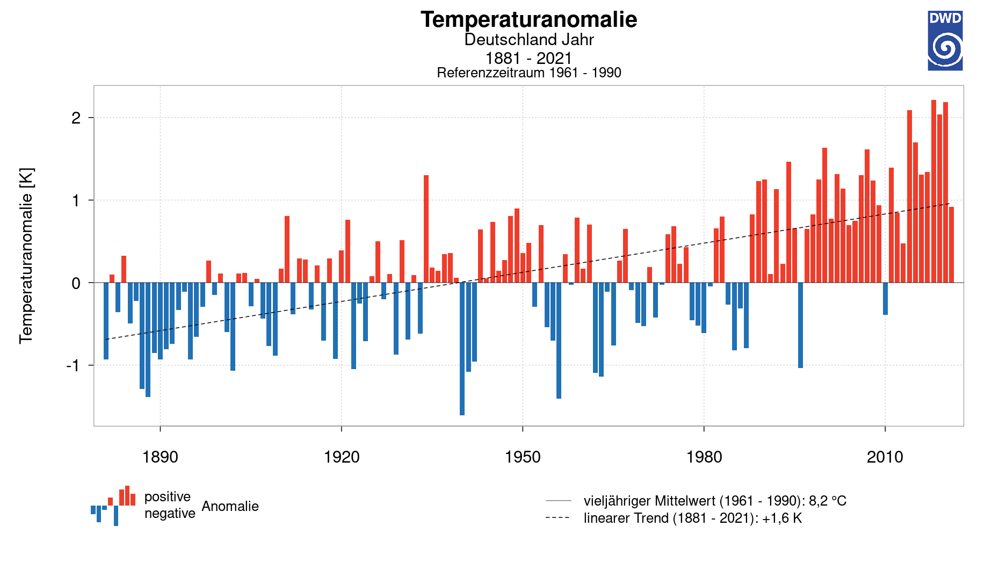 Temperaturanomalie
Deutschland Jahr
1881 - 2021
Referenzzeitraum 1961 - 1990
DWD
Temperaturanomalie [K]
2
1
0
-1
1890 1920 1950 1980 2010
positive
negative
Anomalie
vieljähriger Mittelwert (1961 - 1990): 8,2 °C
linearer Trend (1881 - 2021): +1,6 K